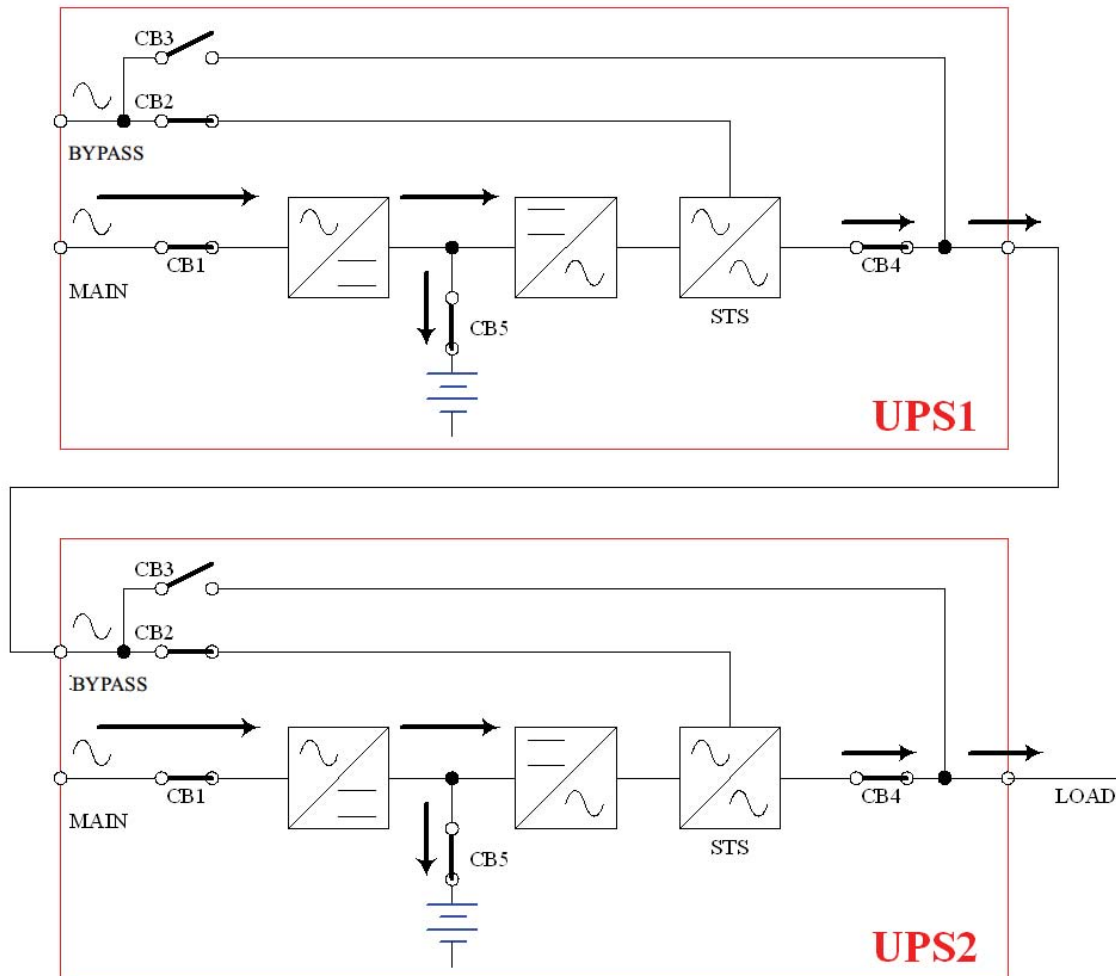 CB3
CB2
BYPASS
MAIN
CB1
CB5
STS
CB4
UPS1
CB3
CB2
BYPASS
MAIN
CB1
CB5
STS
CB4
LOAD
UPS2